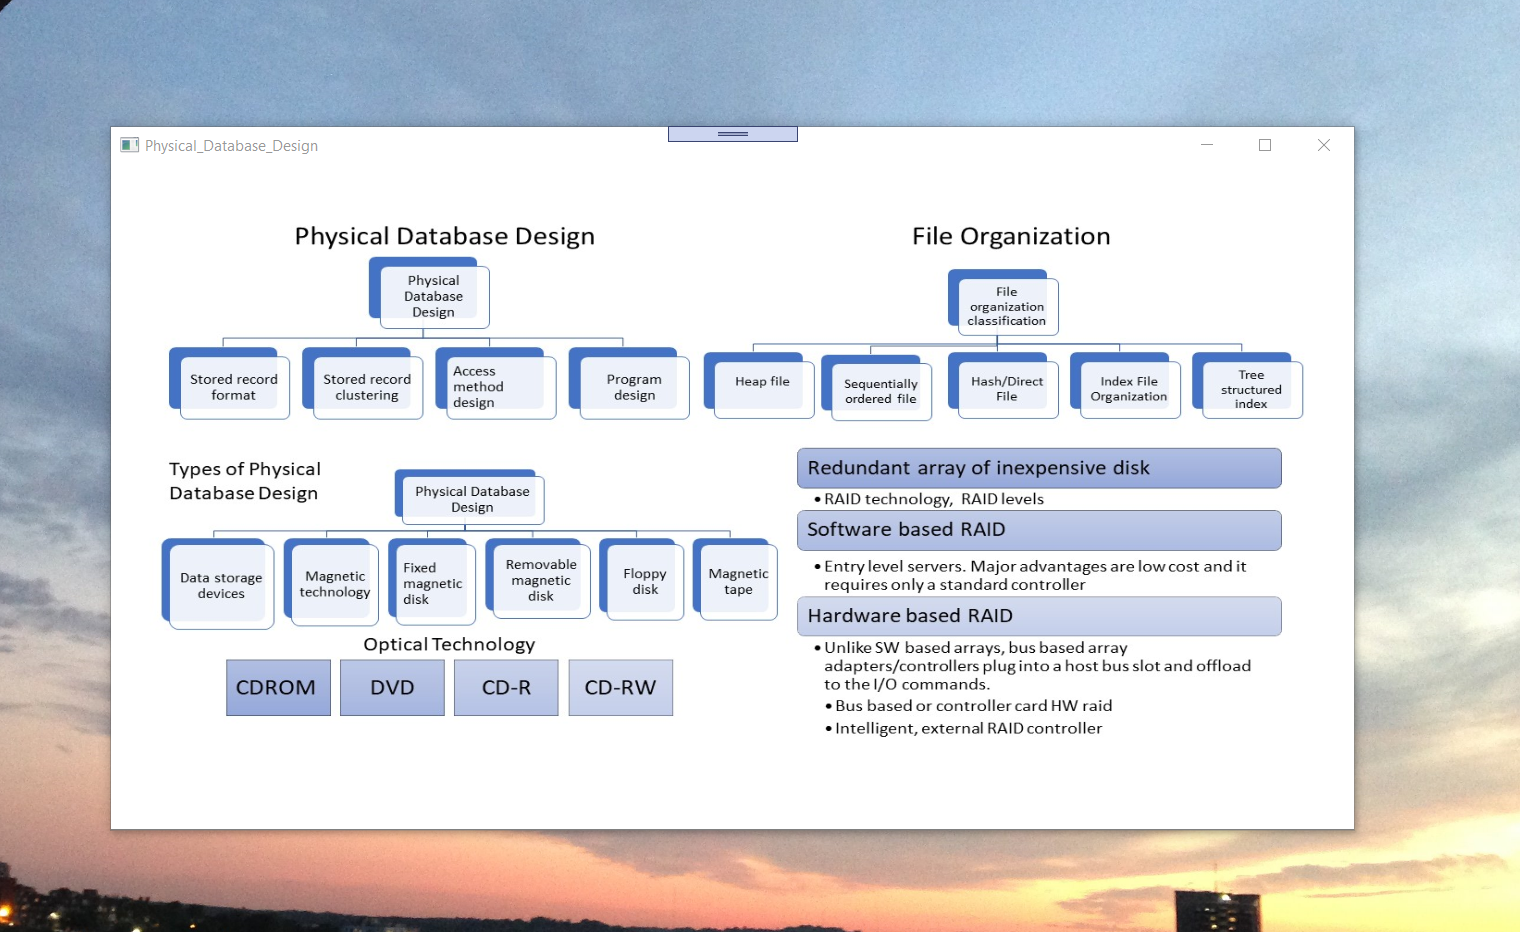 Physical_Database_Design
Physical Database Design
Physical
Database
Design
Stored record
format
Stored record
clustering
Access
method
design
Program
design
File Organization
File
organization
classification
Heap file
Sequentially
ordered file
Hash/Direct
File
Index File
Organization
Tree
structured
index
Types of Physical
Database Design
Physical Database
Design
Data storage
devices
Magnetic
technology
Fixed
magnetic
disk
Removable
magnetic
disk
Floppy
disk
Magnetic
tape
Optical Technology
CDROM
DVD
CD-R
CD-RW
Redundant array of inexpensive disk
•RAID technology, RAID levels
Software based RAID
•Entry level servers. Major advantages are low cost and it
requires only a standard controller
Hardware based RAID
•Unlike SW based arrays, bus based array
adapters/controllers plug into a host bus slot and offload
to the I/O commands.
•Bus based or controller card HW raid
•Intelligent, external RAID controller